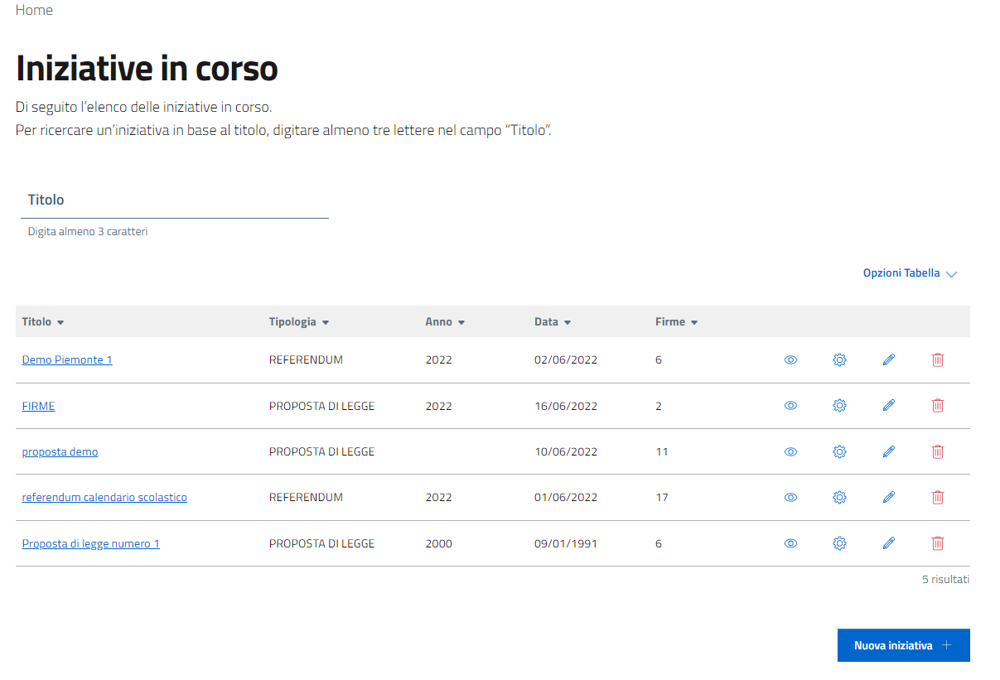 Home
Iniziative in corso
Di seguito l’elenco delle iniziative in corso.
Per ricercare un’iniziativa in base al titolo, digitare almeno tre lettere nel campo “Titolo”.
Titolo
Digita almeno 3 caratteri
Opzioni Tabella
Titolo Tipologia Anno Data Firme
Demo Piemonte 1 REFERENDUM 2022 02/06/2022 6
FIRME PROPOSTA DI LEGGE 2022 16/06/2022 2
proposta demo PROPOSTA DI LEGGE 10/06/2022 11
referendum calendario scolastico REFERENDUM 2022 01/06/2022 17
Proposta di legge numero 1 PROPOSTA DI LEGGE 2000 09/01/1991 6
5 risultati
Nuova iniziativa